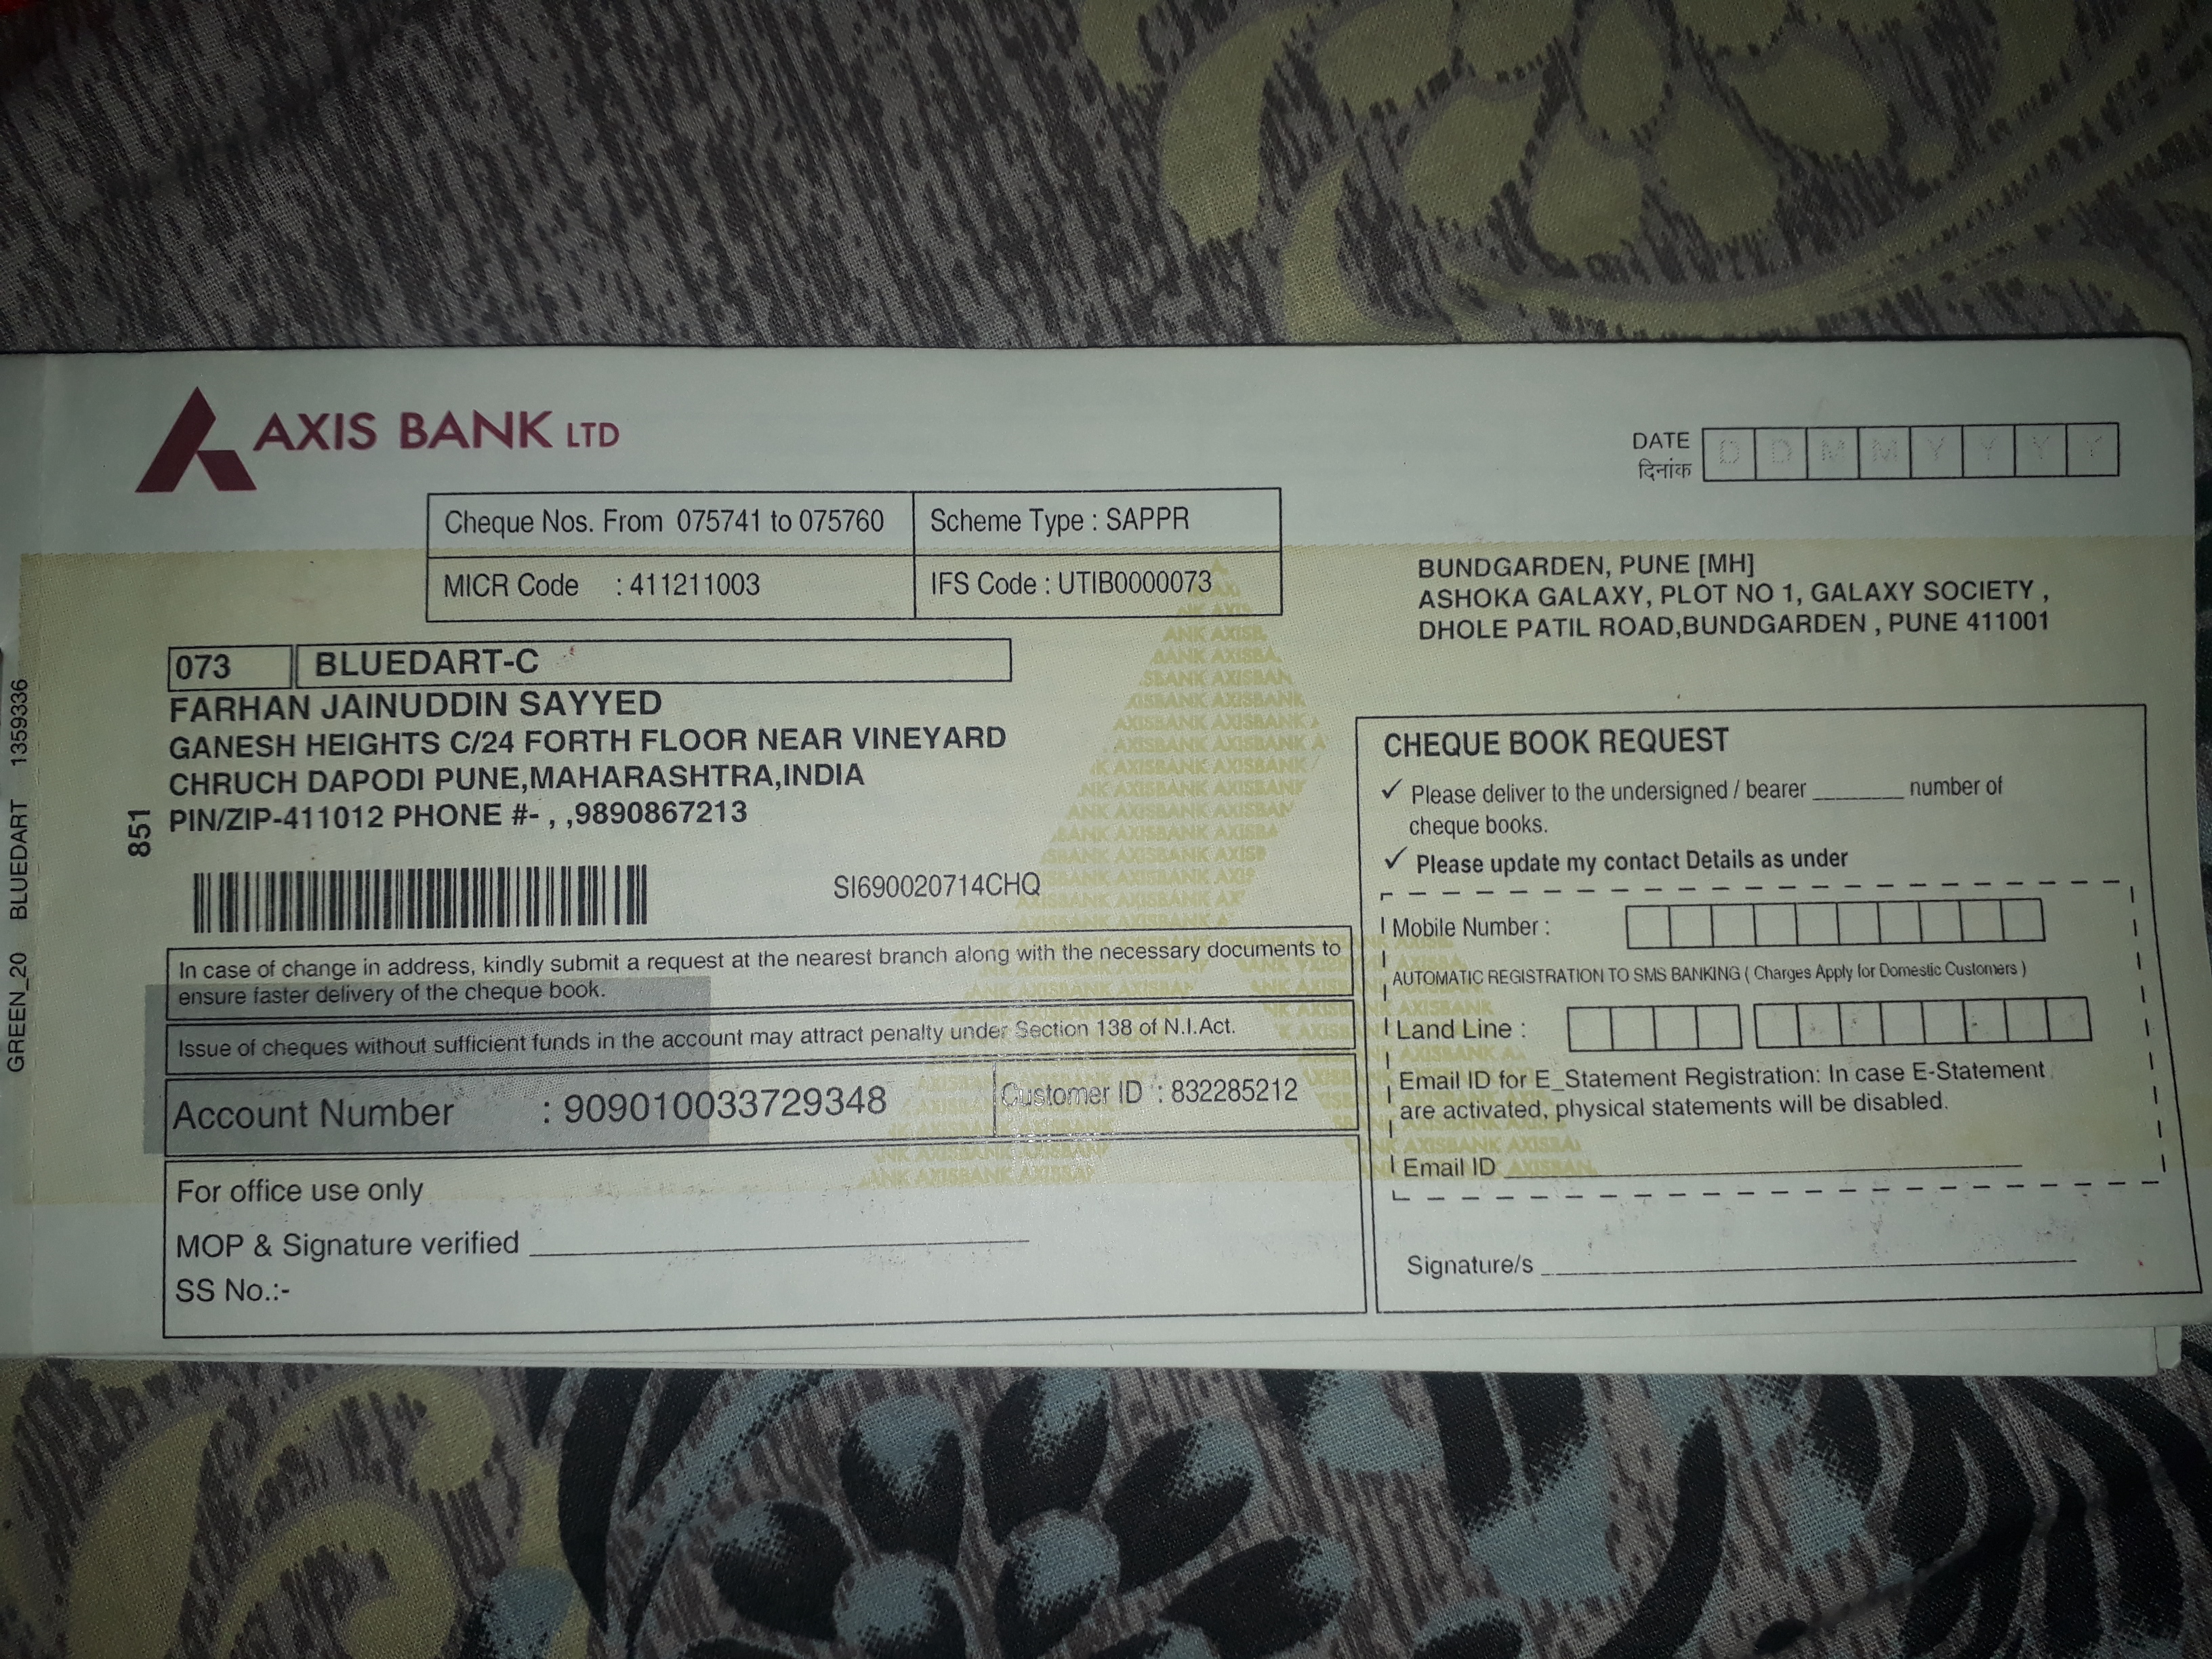 AXIS BANK LTD
DATE
दिनांक
D D M M Y Y Y Y
Cheque Nos. From 075741 to 075760
Scheme Type : SAPPR
MICR Code : 411211003
IFS Code : UTIB0000073
BUNDGARDEN, PUNE [MH]
ASHOKA GALAXY, PLOT NO 1, GALAXY SOCIETY ,
DHOLE PATIL ROAD,BUNDGARDEN , PUNE 411001
073 BLUEDART-C
FARHAN JAINUDDIN SAYYED
GANESH HEIGHTS C/24 FORTH FLOOR NEAR VINEYARD
CHRUCH DAPODI PUNE,MAHARASHTRA,INDIA
PIN/ZIP-411012 PHONE #- , ,9890867213
851
GREEN_20 BLUEDART 1359336
SI690020714CHQ
In case of change in address, kindly submit a request at the nearest branch along with the necessary documents to
ensure faster delivery of the cheque book.
Issue of cheques without sufficient funds in the account may attract penalty under Section 138 of N.I.Act.
Account Number : 909010033729348
Customer ID : 832285212
For office use only
MOP & Signature verified
SS No.:-
CHEQUE BOOK REQUEST
✓ Please deliver to the undersigned / bearer ________ number of
cheque books.
✓ Please update my contact Details as under
Mobile Number :
AUTOMATIC REGISTRATION TO SMS BANKING ( Charges Apply for Domestic Customers )
Land Line :
Email ID for E_Statement Registration: In case E-Statement
are activated, physical statements will be disabled.
Email ID
Signature/s